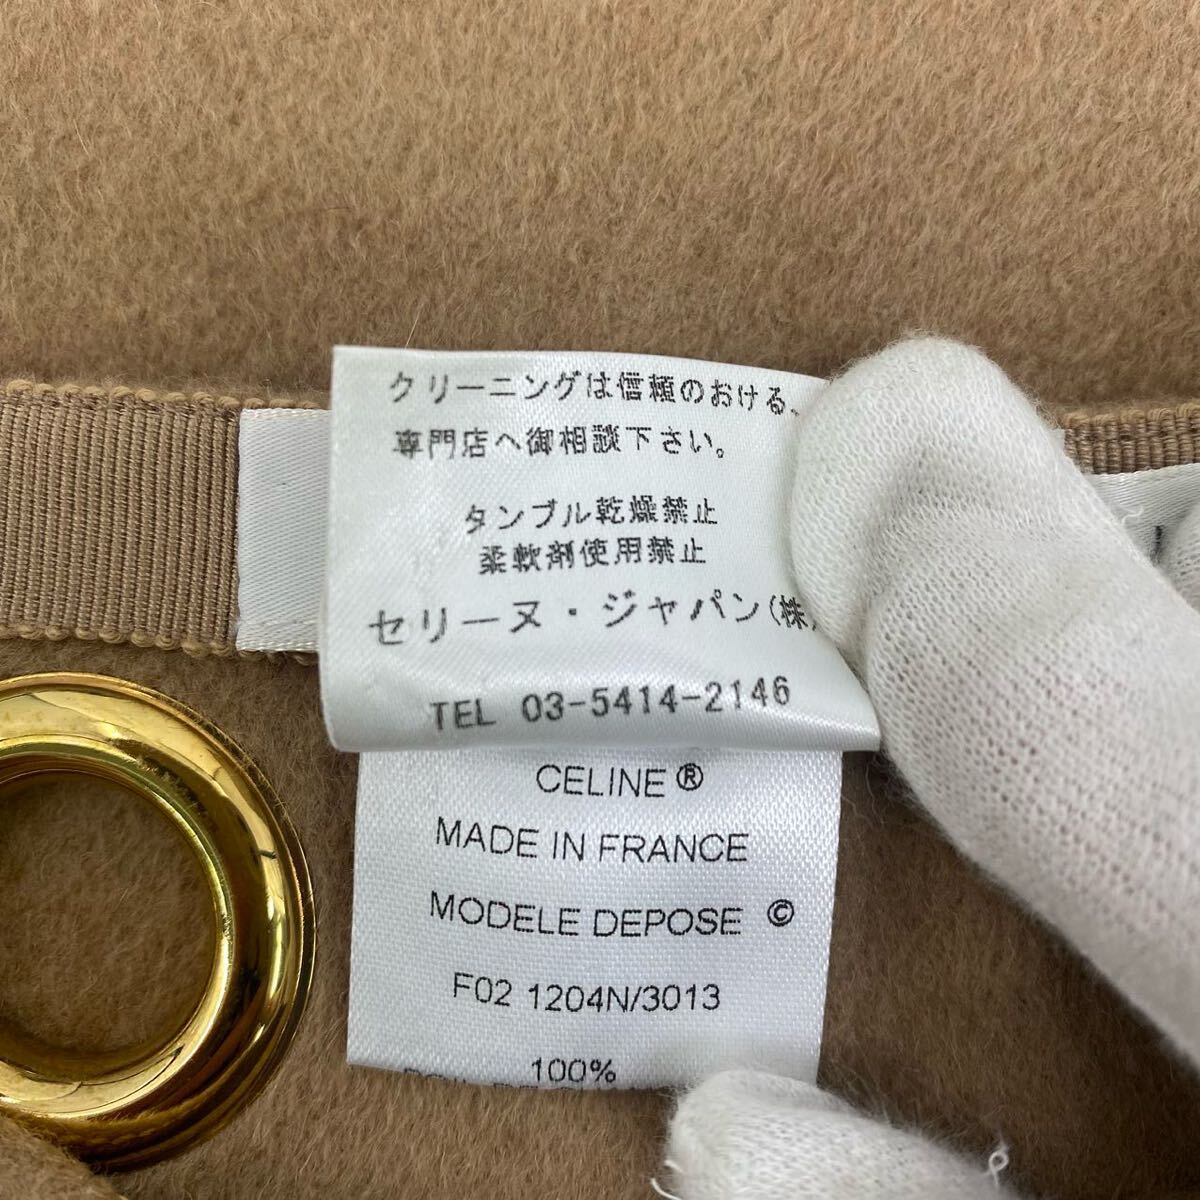 クリーニングは信頼のおける、
専門店へ御相談下さい。
タンブル乾燥禁止
柔軟剤使用禁止
セリーヌ・ジャパン(株)
TEL 03-5414-2146
CELINE®
MADE IN FRANCE
MODELE DEPOSE ©
F02 1204N/3013
100%